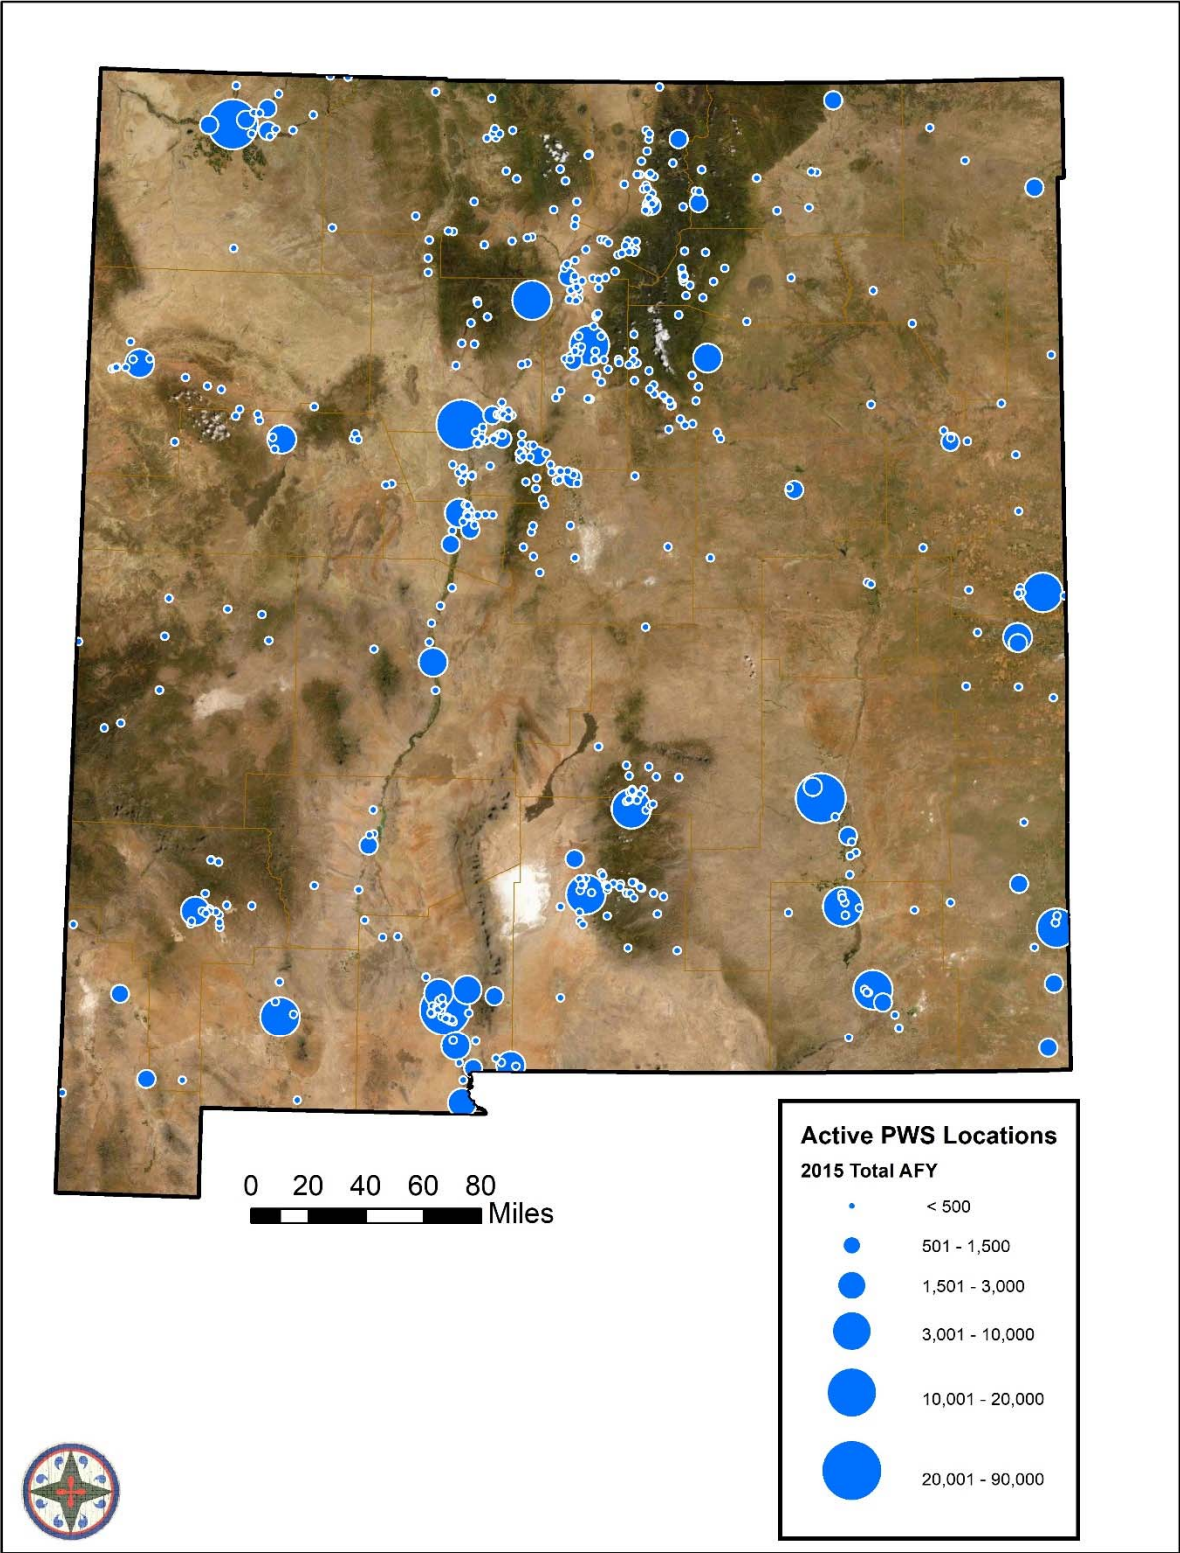 0 20 40 60 80
Miles
Active PWS Locations
2015 Total AFY
< 500
501 - 1,500
1,501 - 3,000
3,001 - 10,000
10,001 - 20,000
20,001 - 90,000